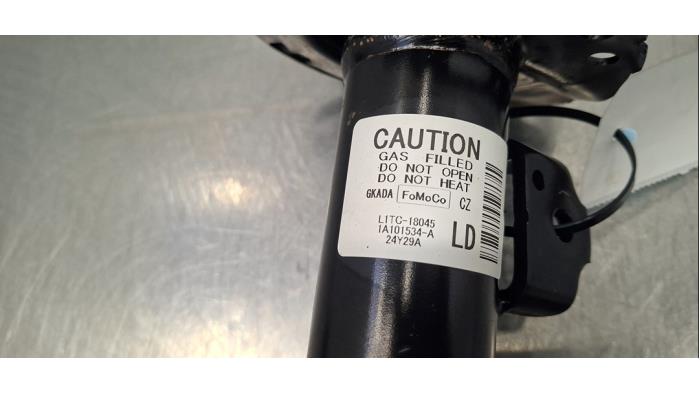 CAUTION
GAS FILLED
DO NOT OPEN
DO NOT HEAT
GKADA FoMoCo CZ
L1TC-18045
1A101534-A LD
24Y29A